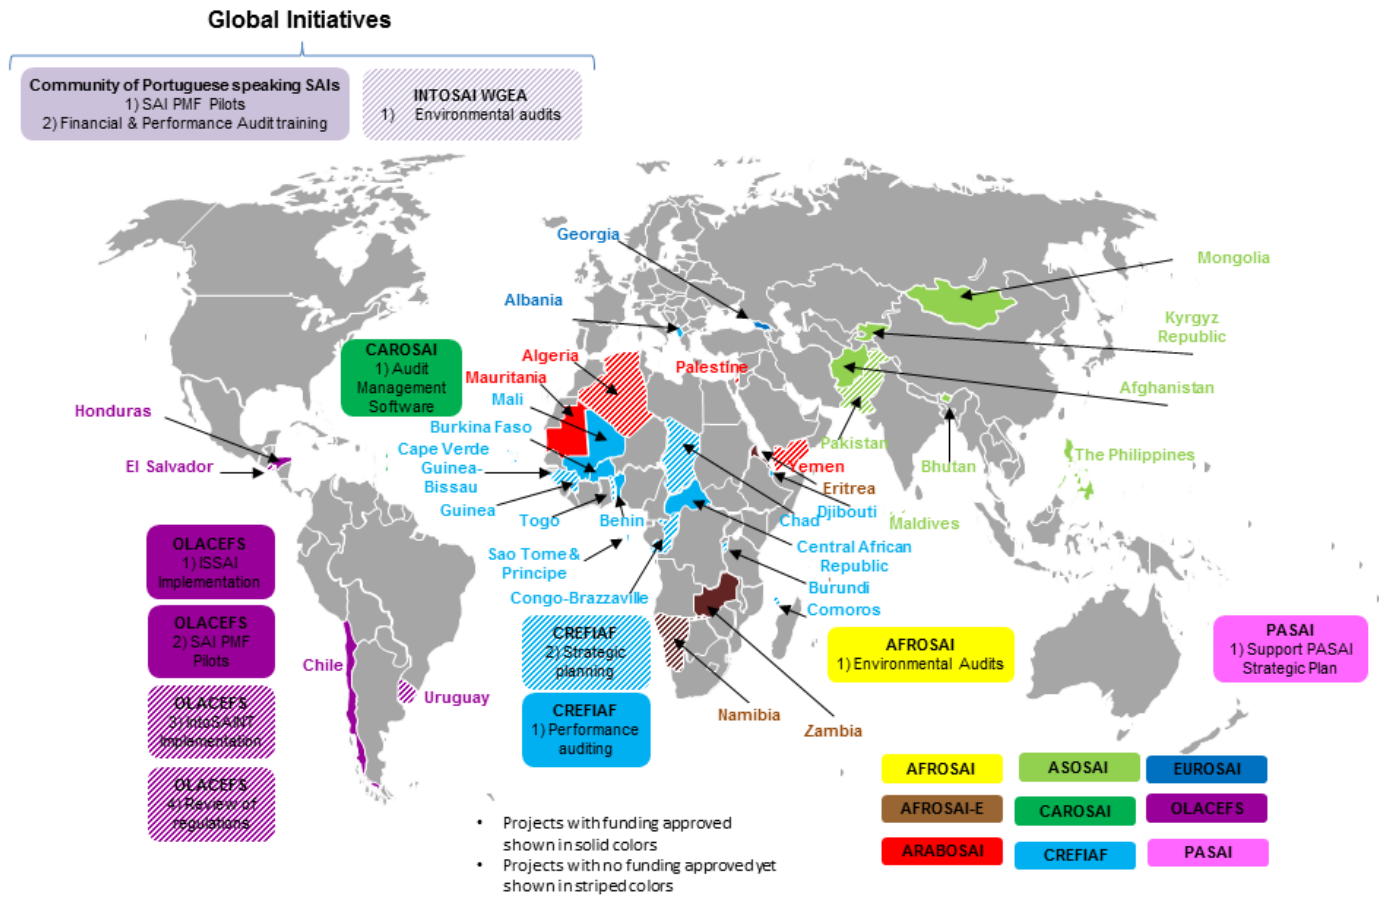 Global Initiatives
Community of Portuguese speaking SAIs
1) SAI PMF Pilots
2) Financial & Performance Audit training
INTOSAI WGEA
1) Environmental audits
Georgia
Mongolia
Albania
Kyrgyz
Republic
CAROSAI
1) Audit
Management
Software
Algeria
Mauritania
Mali
Palestine
Afghanistan
Honduras
Burkina Faso
Cape Verde
Guinea-
Bissau
Guinea
El Salvador
Togo
Benin
Pakistan
Yemen
Eritrea
Bhutan
The Philippines
Chad
Djibouti
Maldives
Sao Tome &
Principe
Central African
Republic
Congo-Brazzaville
Burundi
Comoros
OLACEFS
1) ISSAI
Implementation
OLACEFS
2) SAI PMF
Pilots
OLACEFS
3) IntoSAINT
Implementation
OLACEFS
4) Review of
regulations
Chile
Uruguay
CREFIAF
2) Strategic
planning
CREFIAF
1) Performance
auditing
AFROSAI
1) Environmental Audits
PASAI
1) Support PASAI
Strategic Plan
Namibia
Zambia
AFROSAI
ASOSAI
EUROSAI
AFROSAI-E
CAROSAI
OLACEFS
ARABOSAI
CREFIAF
PASAI
• Projects with funding approved
shown in solid colors
• Projects with no funding approved yet
shown in striped colors